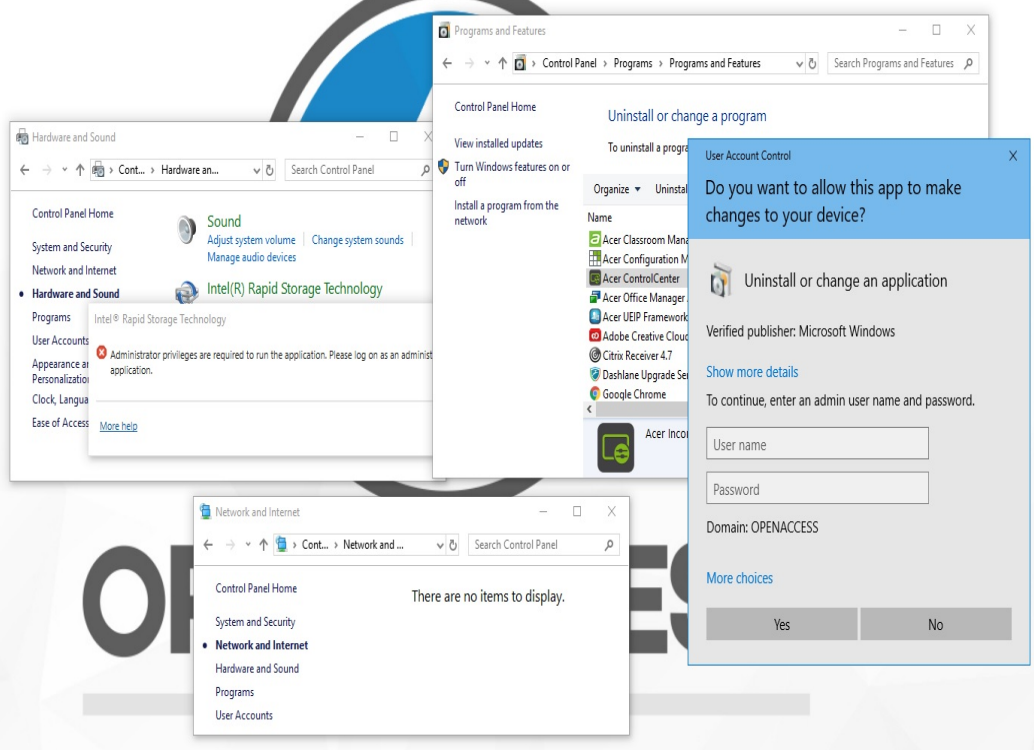 Programs and Features
Control Panel > Programs > Programs and Features
Search Programs and Features
Control Panel Home
View installed updates
Turn Windows features on or
off
Install a program from the
network
Uninstall or change a program
To uninstall a progra
Organize
Uninstal
Name
Acer Classroom Mana
Acer Configuration M
Acer ControlCenter
Acer Office Manager
Acer UEIP Framework
Adobe Creative Clou
Citrix Receiver 4.7
Dashlane Upgrade Ser
Google Chrome
Acer Incor
Hardware and Sound
Cont... > Hardware an...
Search Control Panel
Control Panel Home
System and Security
Network and Internet
Hardware and Sound
Programs
User Accounts
Appearance an
Personalization
Clock, Langua
Ease of Access
Sound
Adjust system volume
Change system sounds
Manage audio devices
Intel(R) Rapid Storage Technology
Intel® Rapid Storage Technology
Administrator privileges are required to run the application. Please log on as an administ
application.
More help
User Account Control
X
Do you want to allow this app to make
changes to your device?
Uninstall or change an application
Verified publisher: Microsoft Windows
Show more details
To continue, enter an admin user name and password.
User name
Password
Domain: OPENACCESS
More choices
Yes
No
Network and Internet
Cont... > Network and ...
Search Control Panel
Control Panel Home
System and Security
Network and Internet
Hardware and Sound
Programs
User Accounts
There are no items to display.